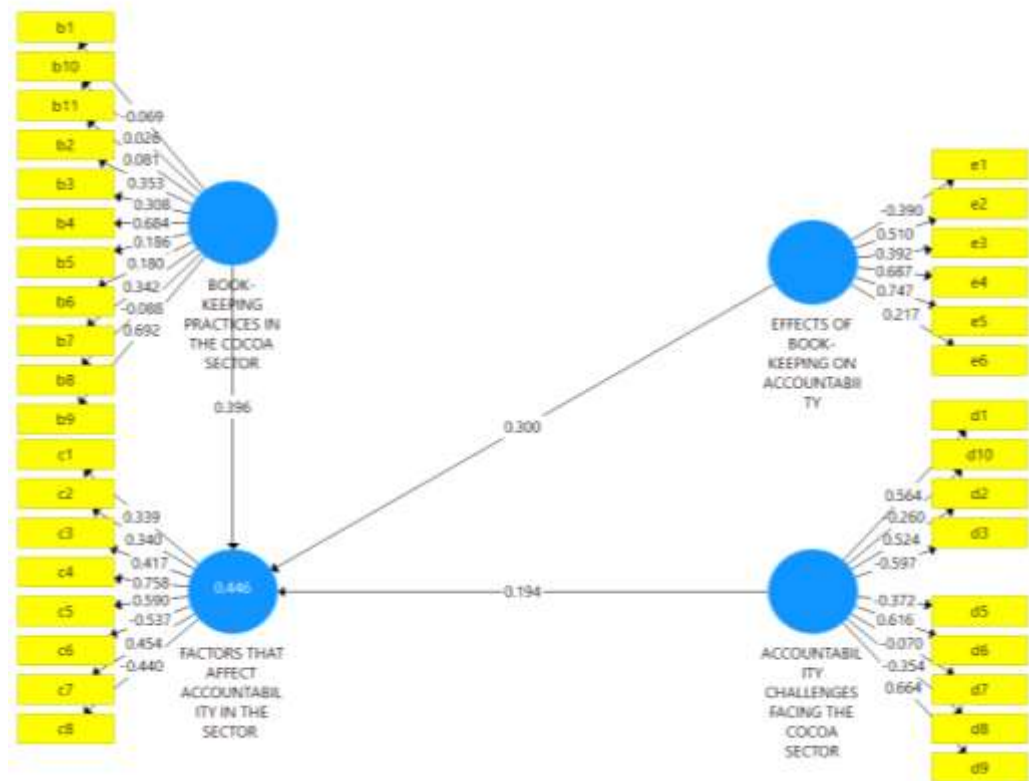 b1
b10
b11
b2
b3
b4
b5
b6
b7
b8
b9
-0.069
0.028
0.081
0.353
0.308
0.684
0.186
0.180
0.342
-0.088
0.692
BOOK-
KEEPING
PRACTICES IN
THE COCOA
SECTOR
0.396
c1
c2
c3
c4
c5
c6
c7
c8
0.339
0.340
0.417
0.758
0.590
-0.537
0.454
-0.440
0.446
FACTORS THAT
AFFECT
ACCOUNTABIL
ITY IN THE
SECTOR
0.300
0.194
e1
e2
e3
e4
e5
e6
-0.390
0.510
0.392
0.687
0.747
0.217
EFFECTS OF
BOOK-
KEEPING ON
ACCOUNTABII
TY
d1
d10
d2
d3
d5
d6
d7
d8
d9
0.564
0.524
-0.597
-0.372
0.616
-0.070
-0.354
0.664
ACCOUNTABIL
ITY
CHALLENGES
FACING THE
COCOA
SECTOR